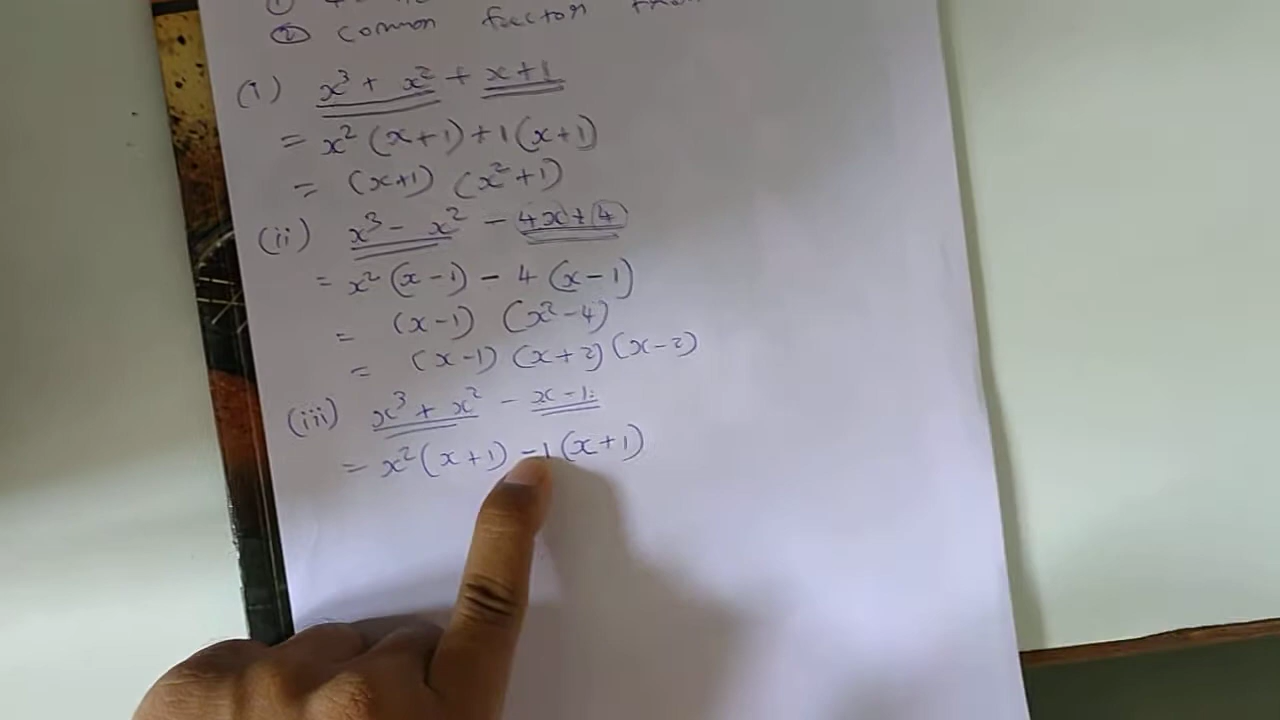 ② common factor
(i) x³ + x² + x+1
= x² (x+1) + 1 (x+1)
= (x+1) (x²+1)
(ii) x³ - x² - 4x + 4
= x² (x-1) - 4 (x-1)
= (x-1) (x²-4)
= (x-1) (x+2) (x-2)
(iii) x³ + x² - x-1
= x² (x+1) -1 (x+1)